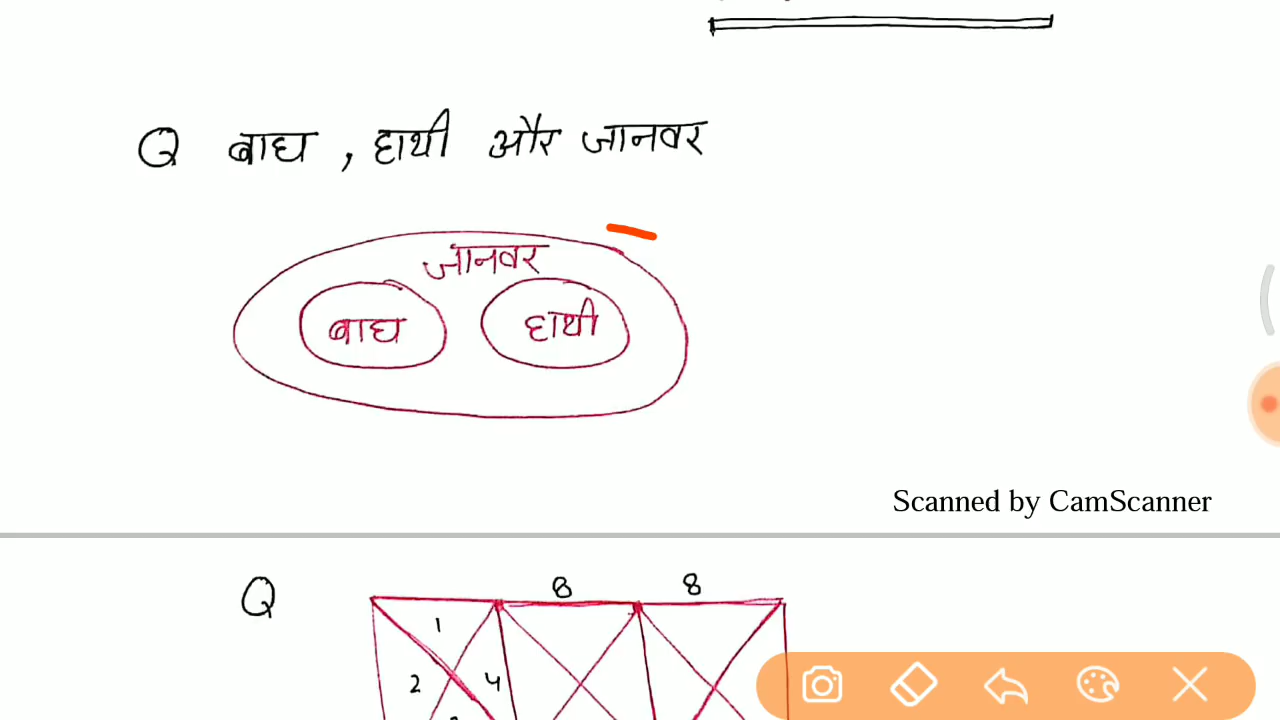 Q बाघ , हाथी और जानवर
जानवर
बाघ हाथी
Scanned by CamScanner
Q
8 8
1
2 4